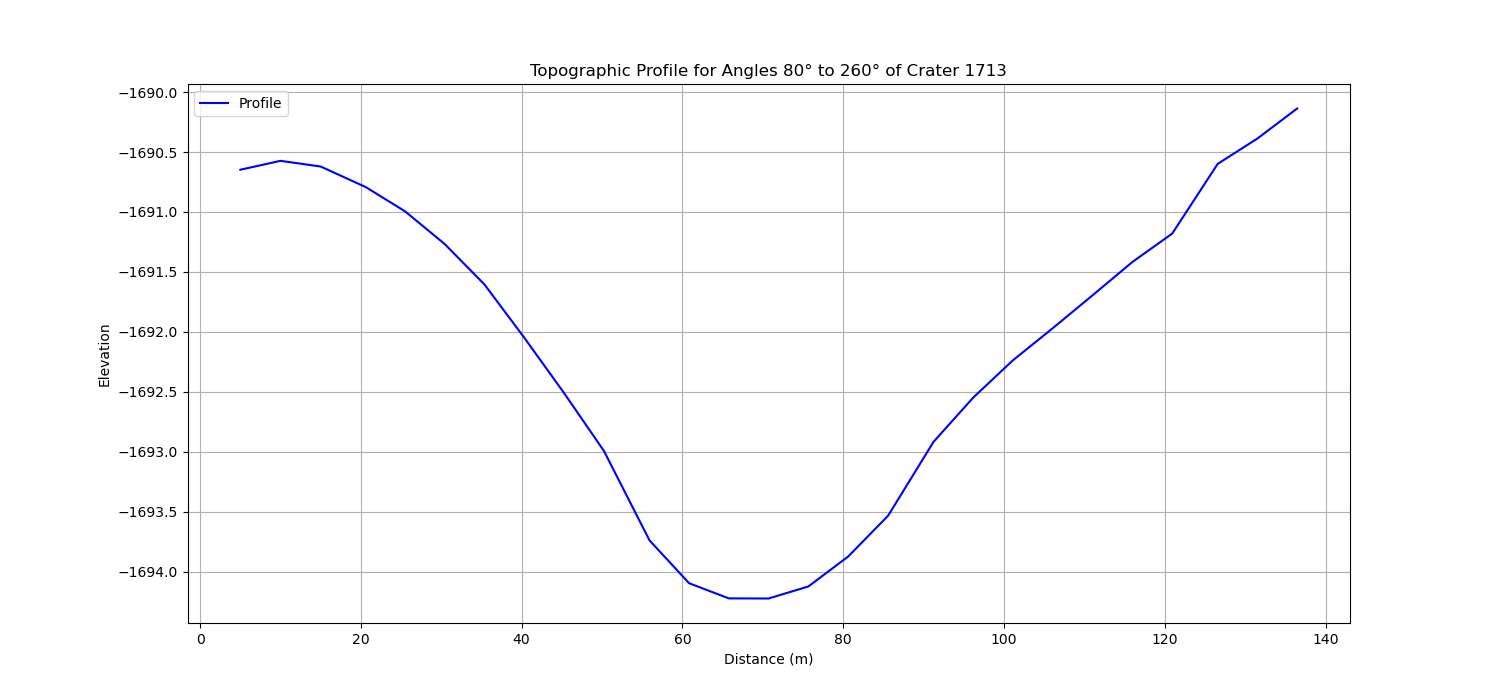 Topographic Profile for Angles 80° to 260° of Crater 1713
Profile
−1690.0
−1690.5
−1691.0
−1691.5
−1692.0
−1692.5
−1693.0
−1693.5
−1694.0
Elevation
0 20 40 60 80 100 120 140
Distance (m)